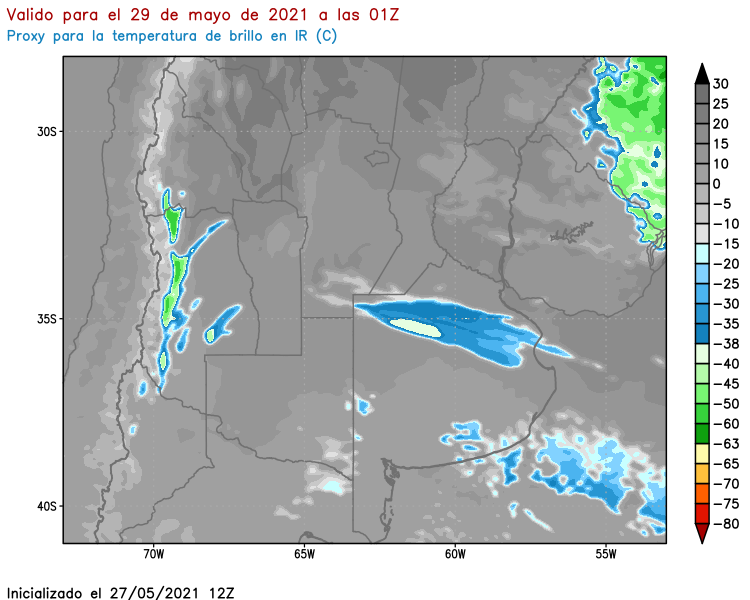 Valido para el 29 de mayo de 2021 a las 01Z
Proxy para la temperatura de brillo en IR (C)
30S
35S
40S
70W
65W
60W
55W
30
25
20
15
10
0
-5
-10
-15
-20
-25
-30
-35
-38
-40
-45
-50
-60
-63
-65
-70
-75
-80
Inicializado el 27/05/2021 12Z